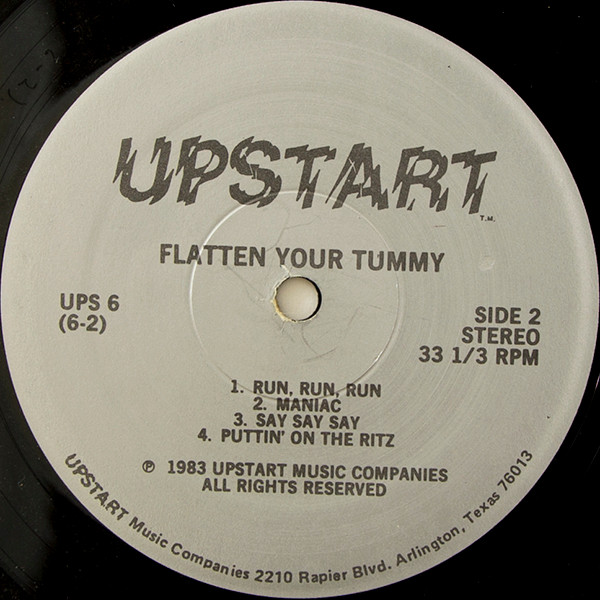 UPSTART
T.M.
FLATTEN YOUR TUMMY
UPS 6
(6-2)
SIDE 2
STEREO
33 1/3 RPM
1. RUN, RUN, RUN
2. MANIAC
3. SAY SAY SAY
4. PUTTIN' ON THE RITZ
℗ 1983 UPSTART MUSIC COMPANIES
ALL RIGHTS RESERVED
UPSTART Music Companies 2210 Rapier Blvd. Arlington, Texas 76013